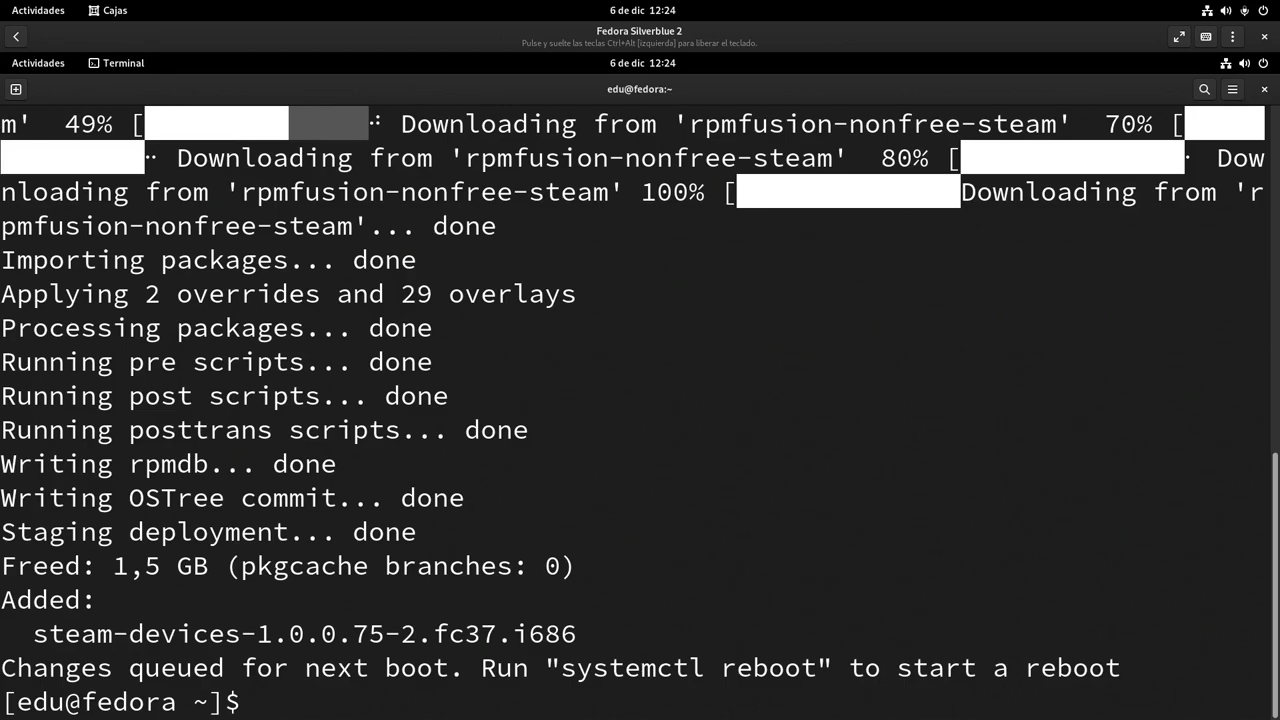 Actividades Cajas 6 de dic 12:24
Fedora Silverblue 2
Pulse y suelte las teclas Ctrl+Alt [izquierda] para liberar el teclado.
Actividades Terminal 6 de dic 12:24
edu@fedora:~
m' 49% [ ⠚ Downloading from 'rpmfusion-nonfree-steam' 70% [
⠉ Downloading from 'rpmfusion-nonfree-steam' 80% [ ⠁ Dow
nloading from 'rpmfusion-nonfree-steam' 100% [ Downloading from 'r
pmfusion-nonfree-steam'... done
Importing packages... done
Applying 2 overrides and 29 overlays
Processing packages... done
Running pre scripts... done
Running post scripts... done
Running posttrans scripts... done
Writing rpmdb... done
Writing OSTree commit... done
Staging deployment... done
Freed: 1,5 GB (pkgcache branches: 0)
Added:
steam-devices-1.0.0.75-2.fc37.i686
Changes queued for next boot. Run "systemctl reboot" to start a reboot
[edu@fedora ~]$